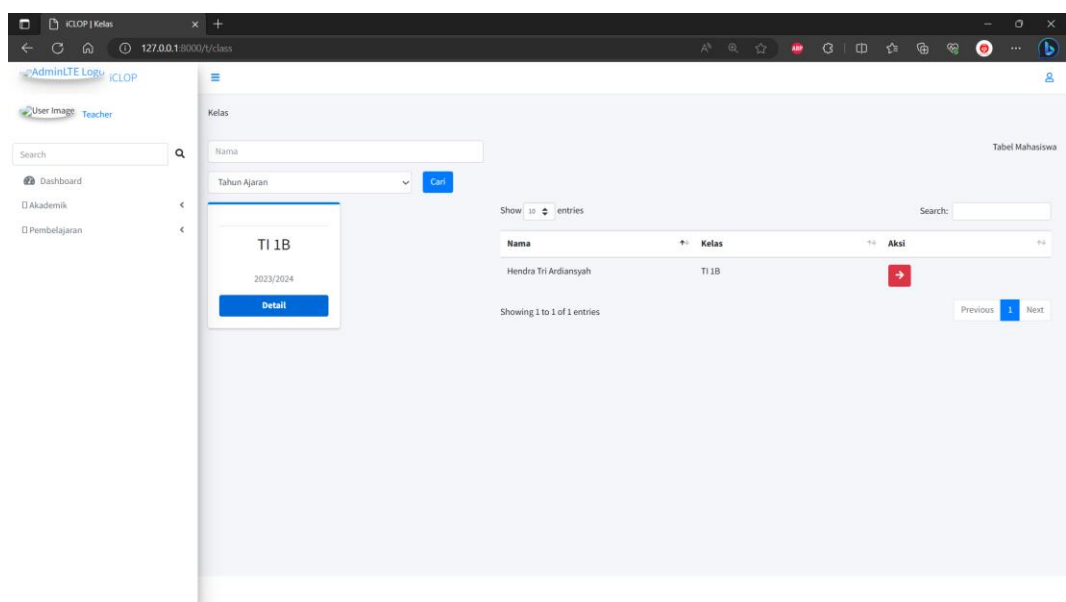 iCLOP | Kelas
127.0.0.1:8000/t/class
AdminLTE Logo iCLOP
User Image Teacher
Search
Dashboard
Akademik
Pembelajaran
Kelas
Nama
Tahun Ajaran
Cari
TI 1B
2023/2024
Detail
Tabel Mahasiswa
Show 10 entries
Search:
Nama Kelas Aksi
Hendra Tri Ardiansyah TI 1B
Showing 1 to 1 of 1 entries
Previous 1 Next
ABP